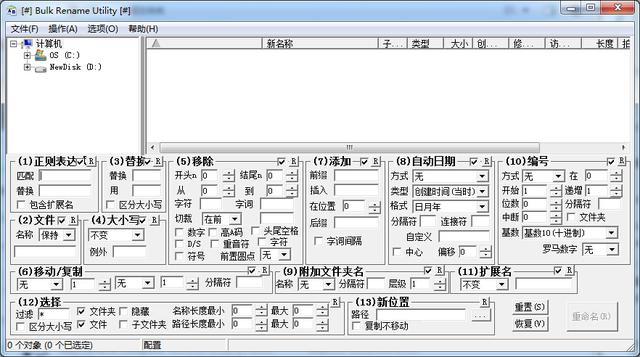 [#] Bulk Rename Utility [#]
文件(F) 操作(A) 选项(O) 帮助(H)
计算机
OS (C:)
NewDisk (D:)
新名称 子... 类型 大小 创... 修... 访... 长度
(1)正则表达式 R
匹配
替换
包含扩展名
(2)文件 R
名称 保持
(3)替换 R
替换
用
区分大小写
(4)大小写 R
不变
例外
(5)移除 R
开头n 0 结尾n 0
从 0 到 0
字符 字词
切裁 在前
数字 高A码 头尾空格
D/S 重音符 字符
符号 前置圆点 无
(7)添加 R
前缀
插入
在位置 0
后缀
字词间隔
(8)自动日期 R
方式 无
类型 创建时间(当时)
格式 日月年
分隔符 连接符
自定义
中心 偏移 0
(10)编号 R
方式 无 在 0
开始 1 递增 1
位数 0 分隔符
中断 0 文件夹
基数 基数10(十进制)
罗马数字 无
(6)移动/复制 R
无 1 无 1 分隔符
(9)附加文件夹名 R
名称 无 分隔符 层级 1
(11)扩展名 R
不变
(12)选择 R
过滤 * 文件夹 隐藏 名称长度最小 0 最大 0
区分大小写 文件 子文件夹 路径长度最小 0 最大 0
(13)新位置 R
路径 ...
复制不移动
重置(S)
恢复(V)
重命名(R)
0 个对象 (0 个已选定) 配置